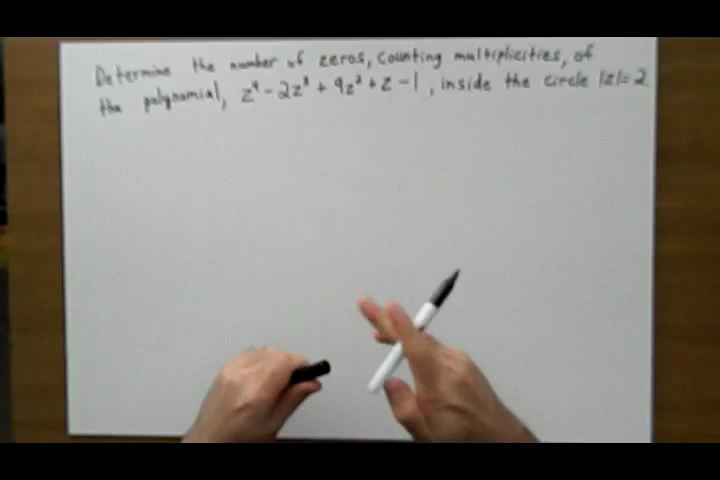 Determine the number of zeros, counting multiplicities, of
the polynomial, z⁴ - 2z³ + 9z² + z - 1, inside the circle |z| = 2.